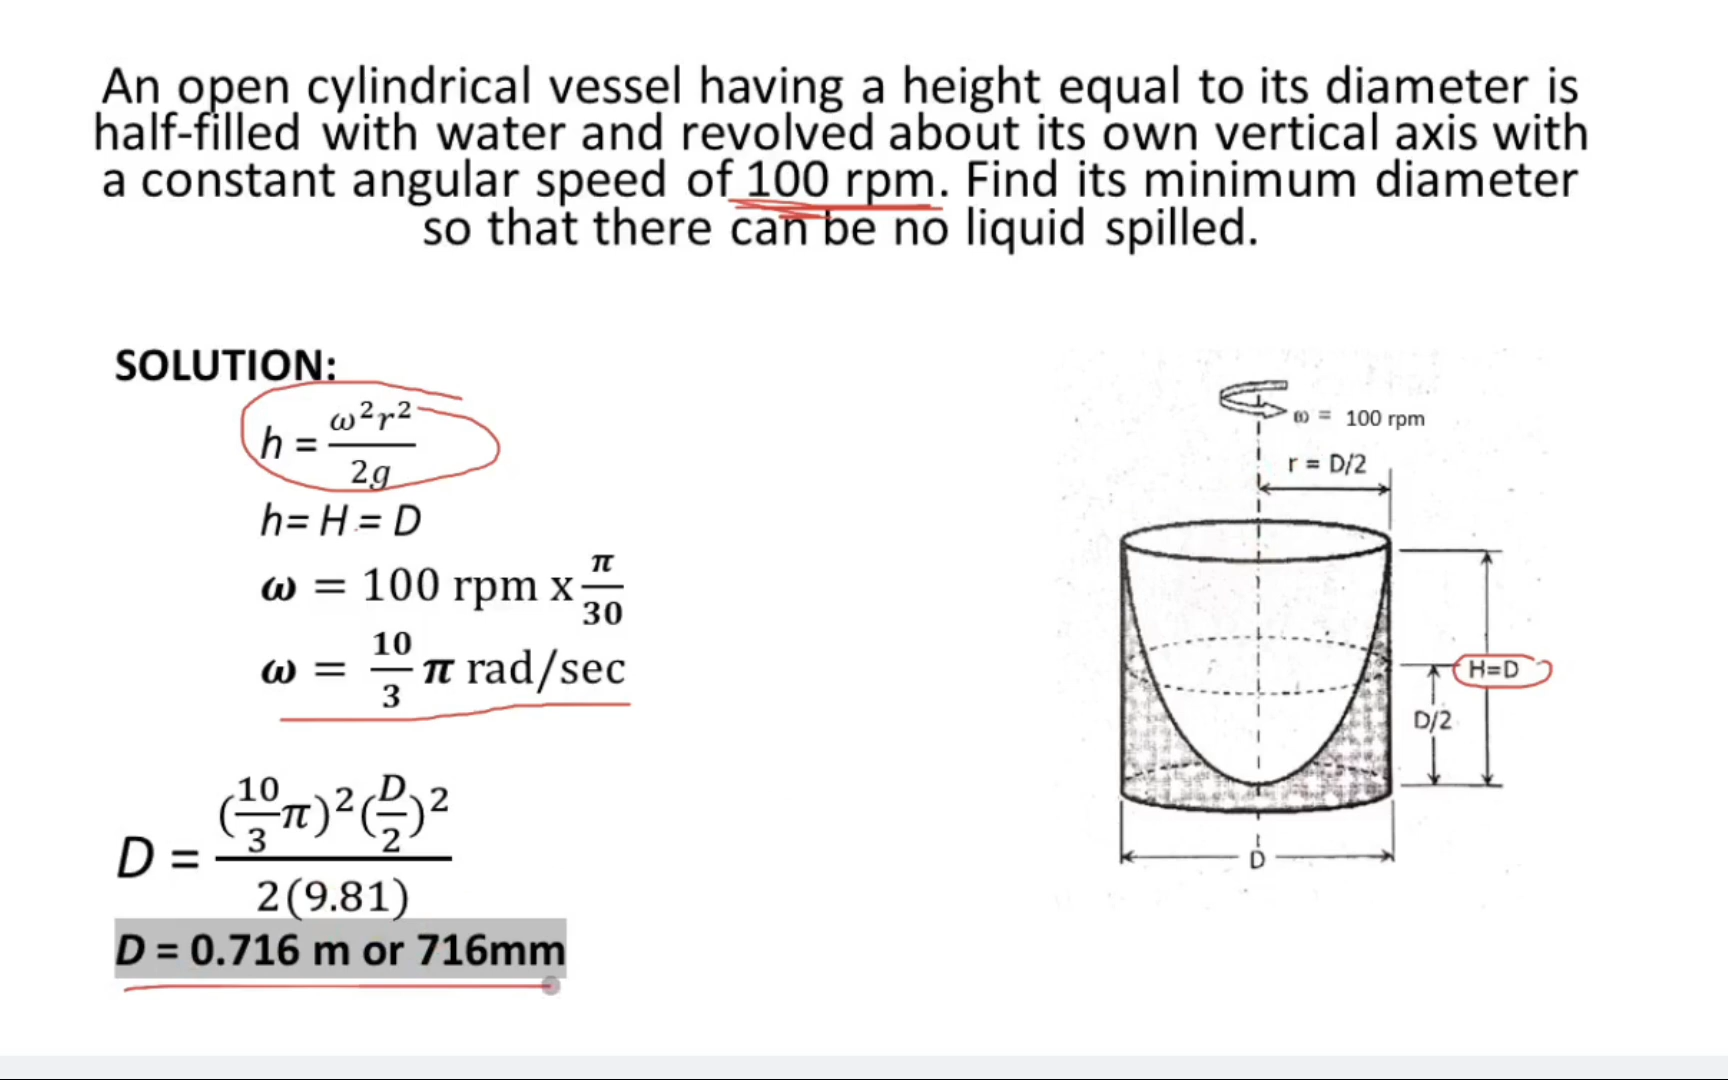 An open cylindrical vessel having a height equal to its diameter is
half-filled with water and revolved about its own vertical axis with
a constant angular speed of 100 rpm. Find its minimum diameter
so that there can be no liquid spilled.
SOLUTION:
h = ω²r² / 2g
h= H = D
ω = 100 rpm x π/30
ω = 10/3 π rad/sec
D = (10/3 π)²(D/2)² / 2(9.81)
D = 0.716 m or 716mm
ω = 100 rpm
r = D/2
H=D
D/2
D